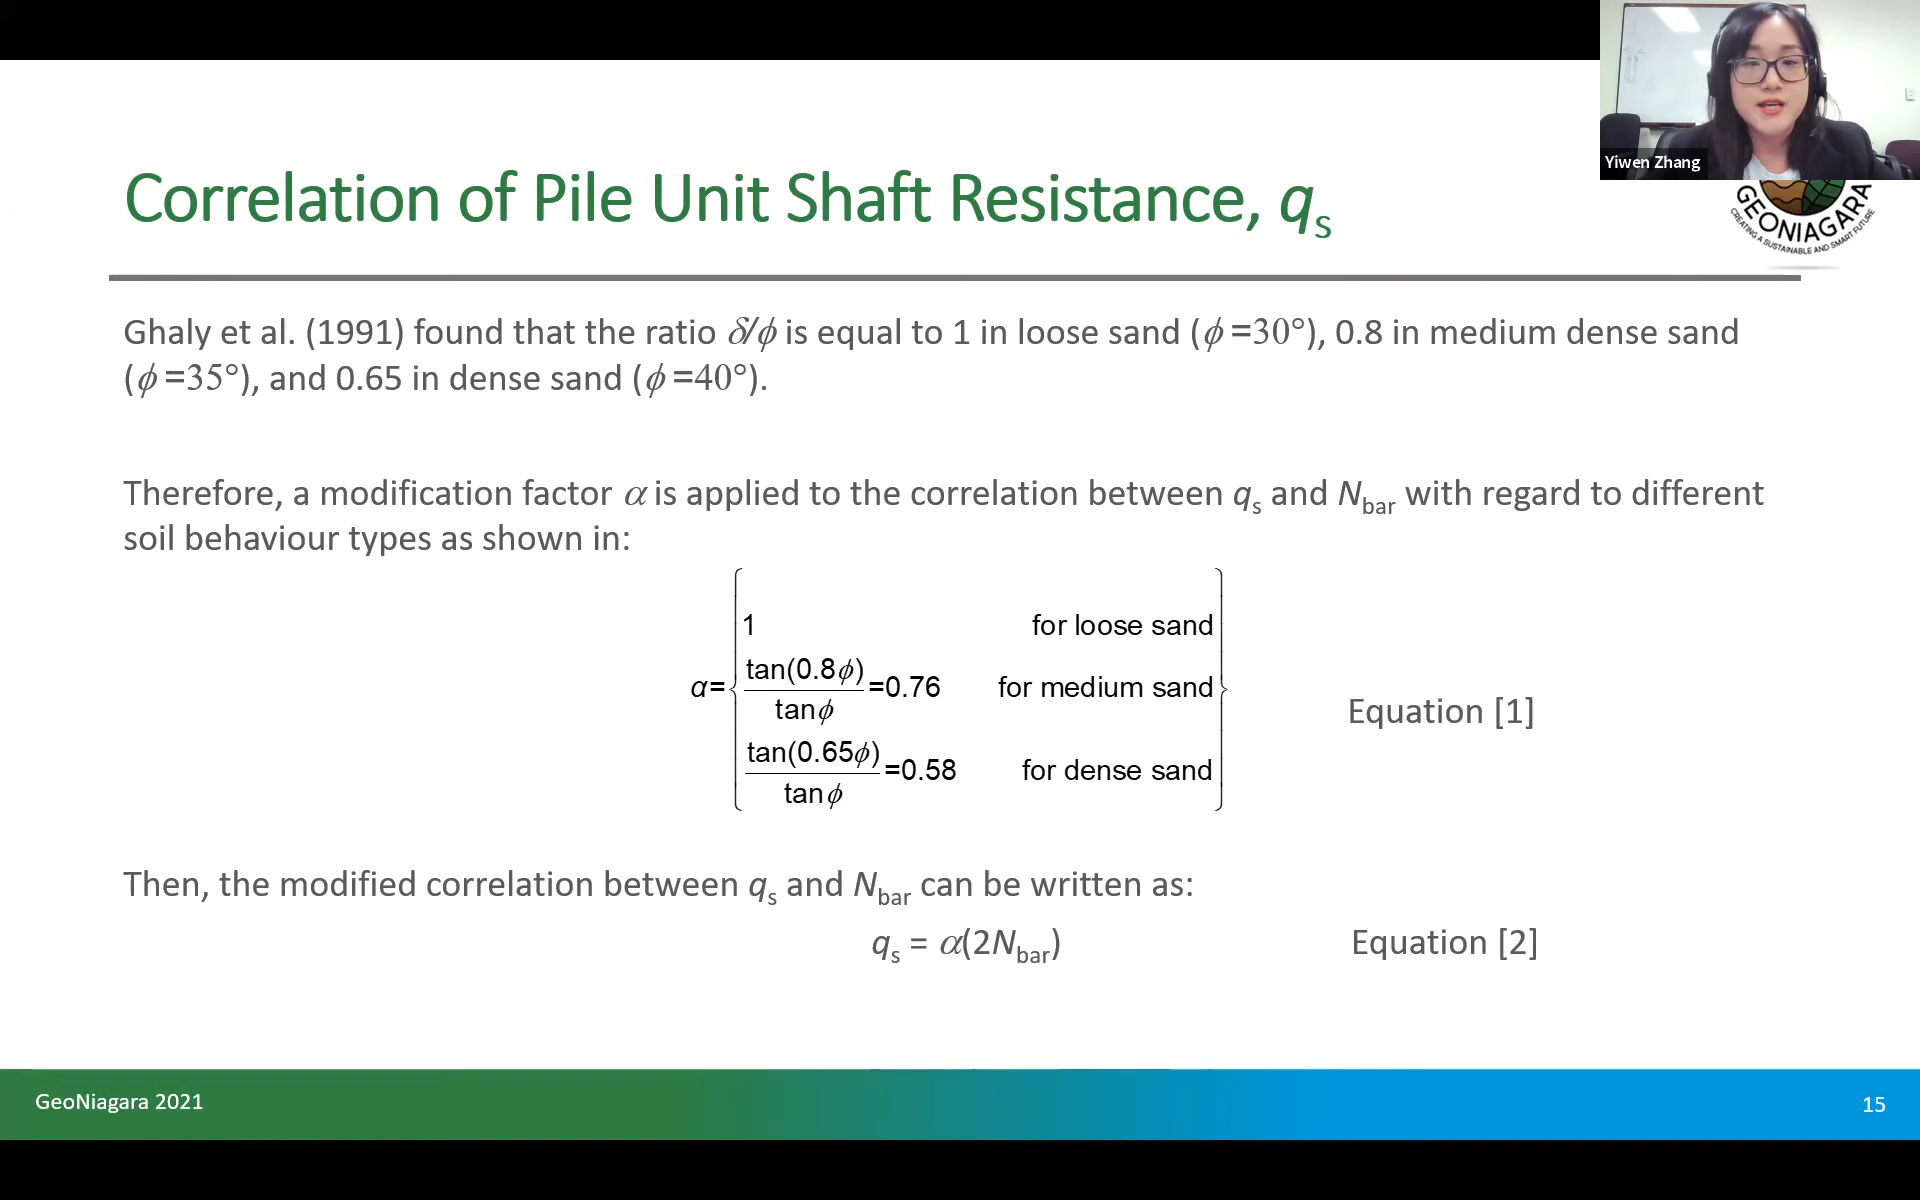 Yiwen Zhang
GEONIAGARA
CREATING A SUSTAINABLE AND SMART FUTURE
Correlation of Pile Unit Shaft Resistance, qs
Ghaly et al. (1991) found that the ratio δ/ϕ is equal to 1 in loose sand (ϕ =30°), 0.8 in medium dense sand
(ϕ =35°), and 0.65 in dense sand (ϕ =40°).
Therefore, a modification factor α is applied to the correlation between qs and Nbar with regard to different
soil behaviour types as shown in:
1 for loose sand
α= tan(0.8ϕ)/tanϕ =0.76 for medium sand
tan(0.65ϕ)/tanϕ =0.58 for dense sand
Equation [1]
Then, the modified correlation between qs and Nbar can be written as:
qs = α(2Nbar) Equation [2]
GeoNiagara 2021
15